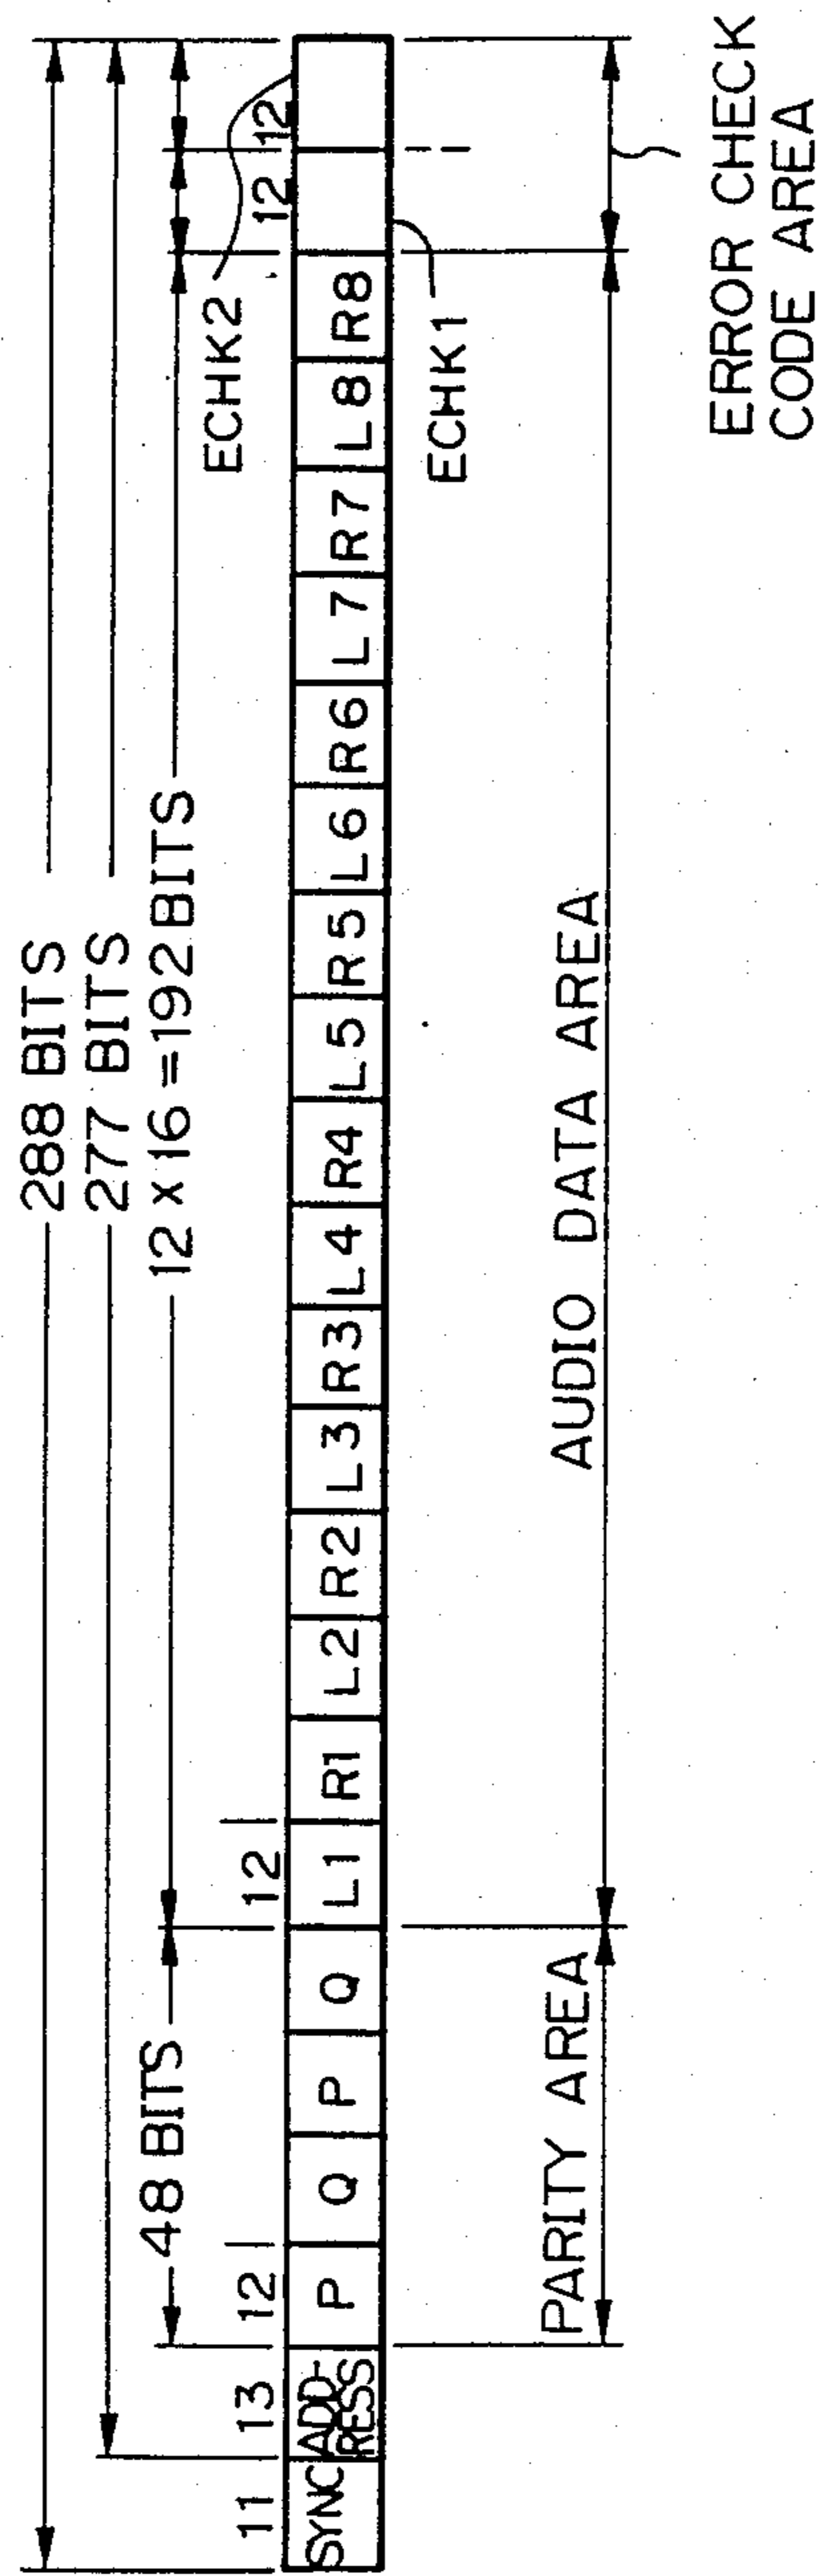 288 BITS
277 BITS
48 BITS
12 X 16 = 192 BITS
ECHK2
11
13
12
12
12
12
SYNC
ADD-
RESS
P
Q
P
Q
L1
R1
L2
R2
L3
R3
L4
R4
L5
R5
L6
R6
L7
R7
L8
R8
ECHK1
PARITY AREA
AUDIO DATA AREA
ERROR CHECK
CODE AREA